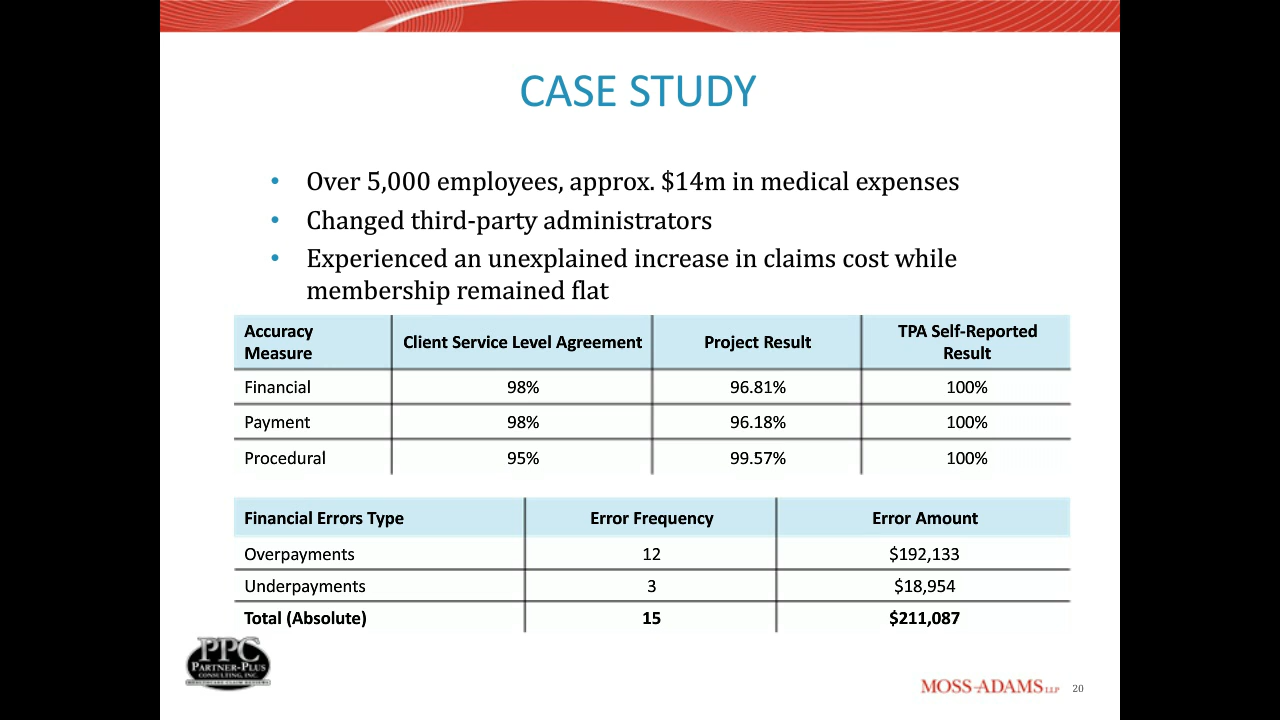 CASE STUDY
• Over 5,000 employees, approx. $14m in medical expenses
• Changed third-party administrators
• Experienced an unexplained increase in claims cost while
membership remained flat
Accuracy Measure Client Service Level Agreement Project Result TPA Self-Reported Result
Financial 98% 96.81% 100%
Payment 98% 96.18% 100%
Procedural 95% 99.57% 100%
Financial Errors Type Error Frequency Error Amount
Overpayments 12 $192,133
Underpayments 3 $18,954
Total (Absolute) 15 $211,087
PPC
PARTNER-PLUS
CONSULTING, INC.
MOSS-ADAMS LLP 20